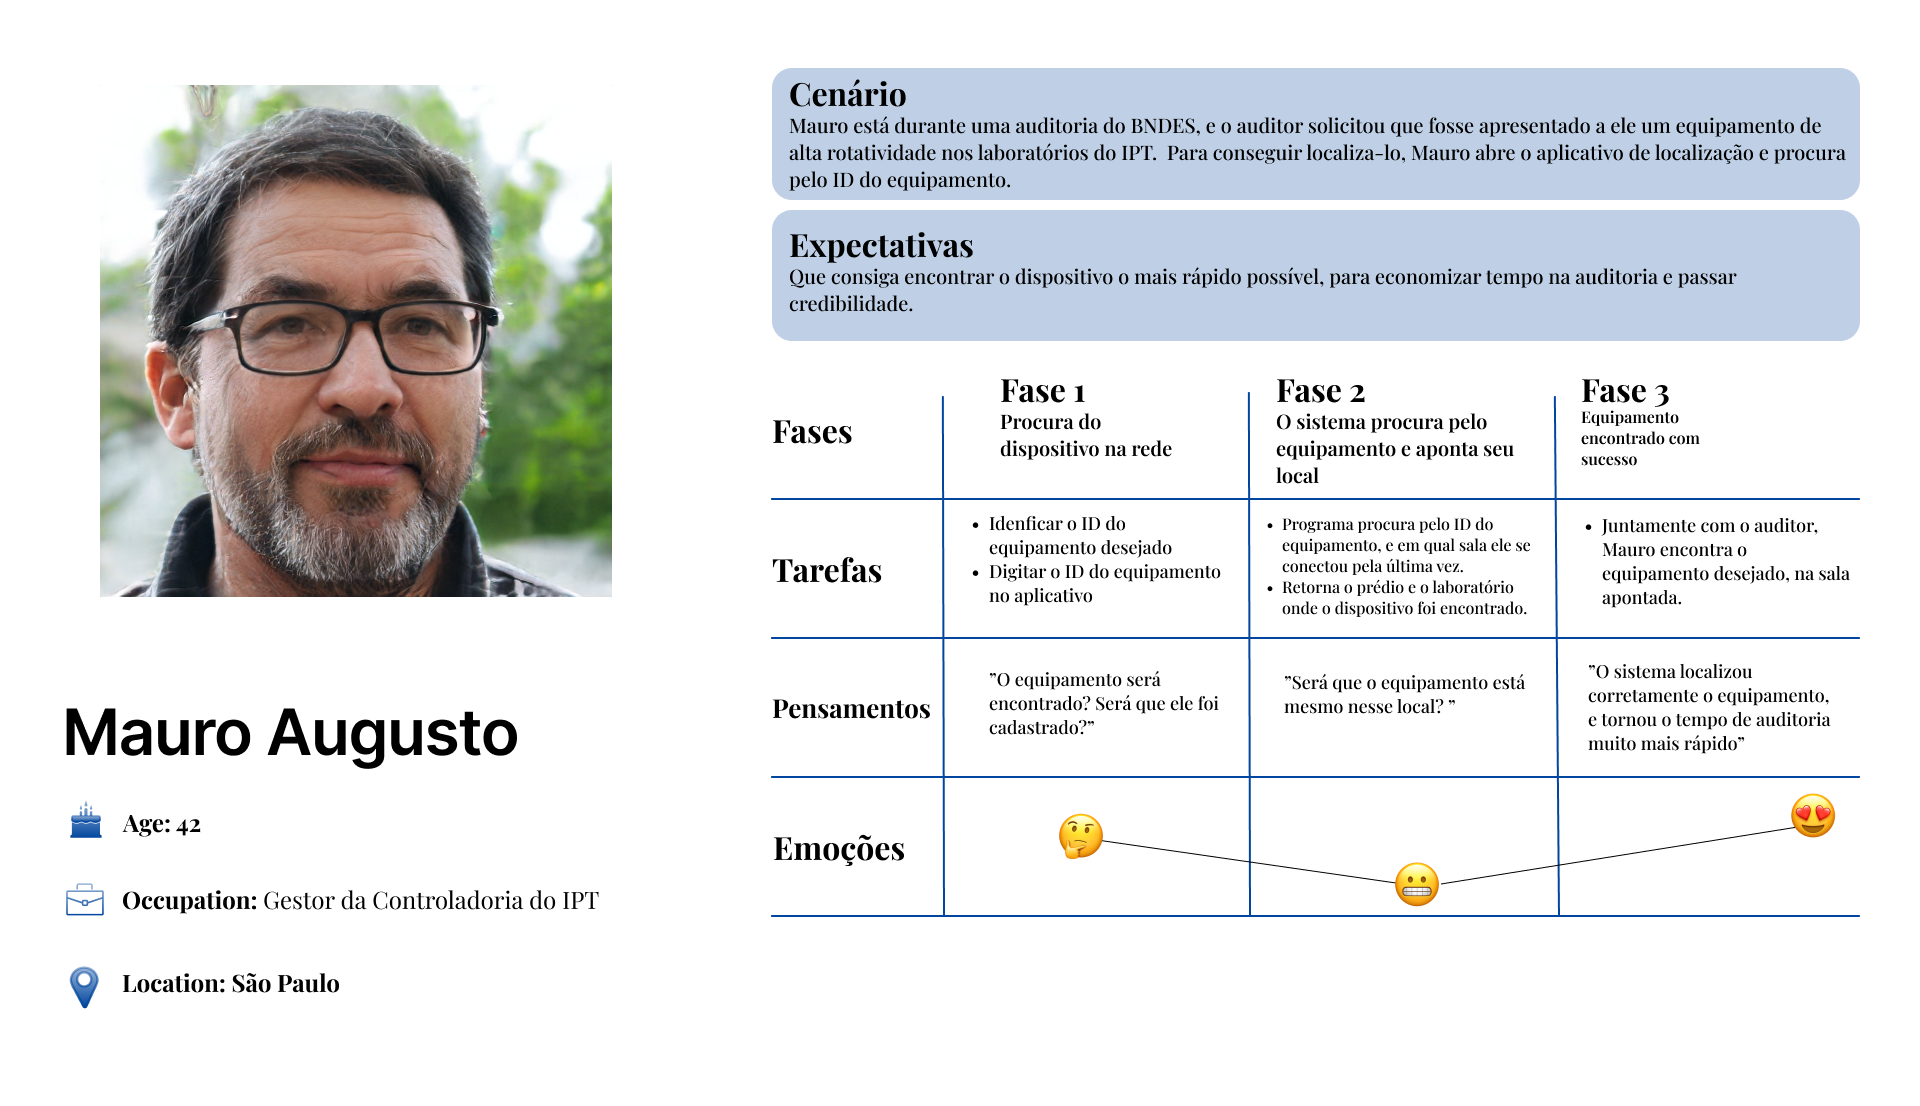 Mauro Augusto
Age: 42
Occupation: Gestor da Controladoria do IPT
Location: São Paulo
Cenário
Mauro está durante uma auditoria do BNDES, e o auditor solicitou que fosse apresentado a ele um equipamento de
alta rotatividade nos laboratórios do IPT. Para conseguir localiza-lo, Mauro abre o aplicativo de localização e procura
pelo ID do equipamento.
Expectativas
Que consiga encontrar o dispositivo o mais rápido possível, para economizar tempo na auditoria e passar
credibilidade.
Fases
Fase 1
Procura do
dispositivo na rede
Fase 2
O sistema procura pelo
equipamento e aponta seu
local
Fase 3
Equipamento
encontrado com
sucesso
Tarefas
• Idenficar o ID do
equipamento desejado
• Digitar o ID do equipamento
no aplicativo
• Programa procura pelo ID do
equipamento, e em qual sala ele se
conectou pela última vez.
• Retorna o prédio e o laboratório
onde o dispositivo foi encontrado.
• Juntamente com o auditor,
Mauro encontra o
equipamento desejado, na sala
apontada.
Pensamentos
”O equipamento será
encontrado? Será que ele foi
cadastrado?”
”Será que o equipamento está
mesmo nesse local? ”
”O sistema localizou
corretamente o equipamento,
e tornou o tempo de auditoria
muito mais rápido”
Emoções